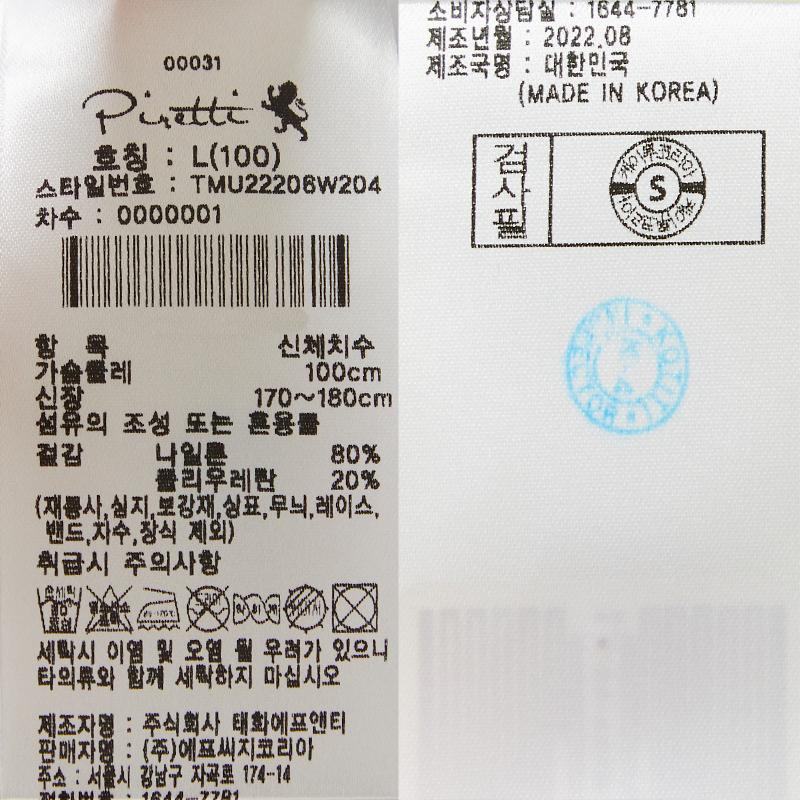 00031
Piretti
호칭 : L(100)
스타일번호 : TMU22206W204
차수 : 0000001
항 목 신체치수
가슴둘레 100cm
신장 170~180cm
섬유의 조성 또는 혼용률
겉감 나일론 80%
폴리우레탄 20%
(재봉사,심지,보강재,상표,무늬,레이스,
밴드,자수,장식 제외)
취급시 주의사항
세탁시 이염 및 오염 될 우려가 있으니
타의류와 함께 세탁하지 마십시오
제조자명 : 주식회사 태화에프앤티
판매자명 : (주)에프씨지코리아
주소 : 서울시 강남구 자곡로 174-14
전화번호 : 1644-7781
소비자상담실 : 1644-7781
제조년월 : 2022.08
제조국명 : 대한민국
(MADE IN KOREA)
검사필
S